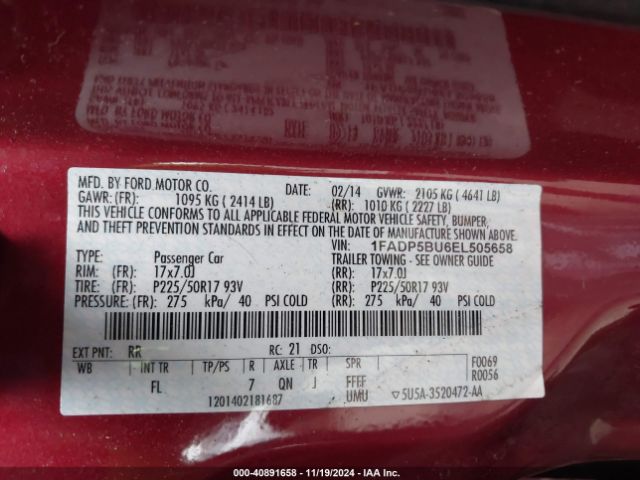 MFD. BY FORD MOTOR CO. DATE: 02/14 GVWR: 2105 KG ( 4641 LB)
GAWR: (FR): 1095 KG ( 2414 LB) (RR): 1010 KG ( 2227 LB)
THIS VEHICLE CONFORMS TO ALL APPLICABLE FEDERAL MOTOR VEHICLE SAFETY, BUMPER,
AND THEFT PREVENTION STANDARDS IN EFFECT ON THE DATE OF MANUFACTURE SHOWN ABOVE.
VIN: 1FADP5BU6EL505658
TYPE: Passenger Car TRAILER TOWING - SEE OWNER GUIDE
RIM: (FR): 17x7.0J (RR): 17x7.0J
TIRE: (FR): P225/50R17 93V (RR): P225/50R17 93V
PRESSURE: (FR): 275 kPa/ 40 PSI COLD (RR): 275 kPa/ 40 PSI COLD
EXT PNT: RR RC: 21 DSO: F0069
WB INT TR TP/PS R AXLE TR SPR R0056
FL 7 QN J FFFF
1201402181687 UMU 5U5A-3520472-AA
000-40891658 - 11/19/2024 - IAA Inc.